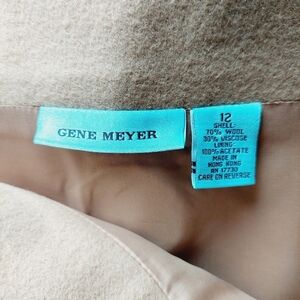 GENE MEYER
12
SHELL:
70% WOOL
30% VISCOSE
LINING:
100% ACETATE
MADE IN
HONG KONG
RN 17730
CARE ON REVERSE